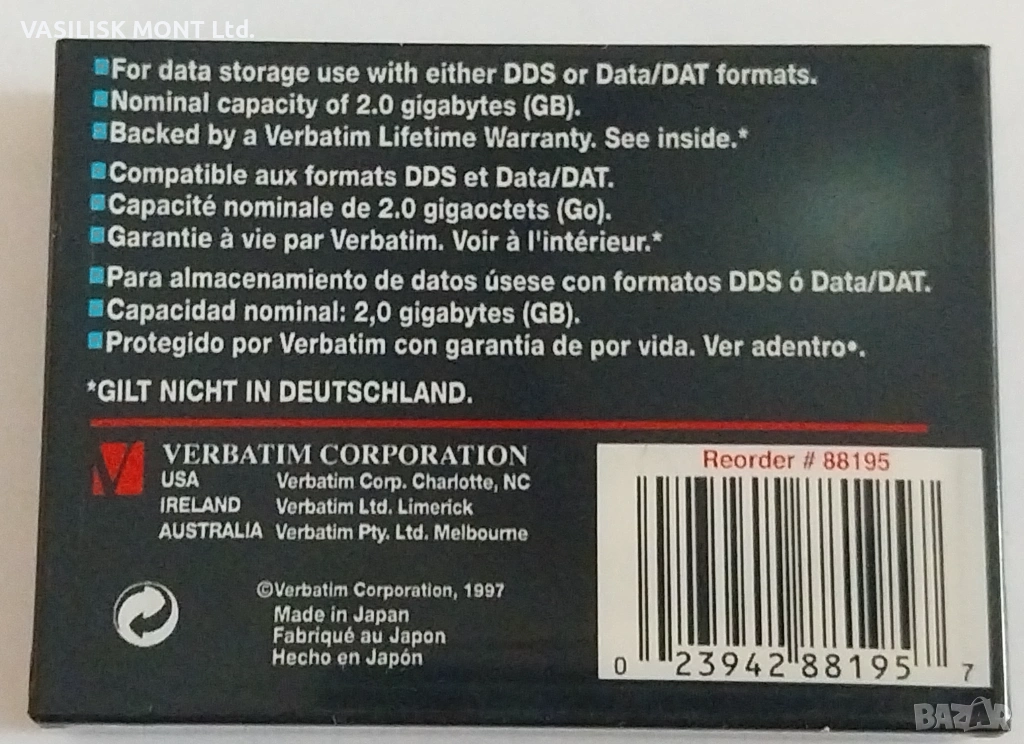 VASILISK MONT Ltd.
For data storage use with either DDS or Data/DAT formats.
Nominal capacity of 2.0 gigabytes (GB).
Backed by a Verbatim Lifetime Warranty. See inside.*
Compatible aux formats DDS et Data/DAT.
Capacité nominale de 2.0 gigaoctets (Go).
Garantie à vie par Verbatim. Voir à l'intérieur.*
Para almacenamiento de datos úsese con formatos DDS ó Data/DAT.
Capacidad nominal: 2,0 gigabytes (GB).
Protegido por Verbatim con garantía de por vida. Ver adentro•.
*GILT NICHT IN DEUTSCHLAND.
VERBATIM CORPORATION
USA Verbatim Corp. Charlotte, NC
IRELAND Verbatim Ltd. Limerick
AUSTRALIA Verbatim Pty. Ltd. Melbourne
©Verbatim Corporation, 1997
Made in Japan
Fabriqué au Japon
Hecho en Japón
Reorder # 88195
0 23942 88195 7
BAZAR